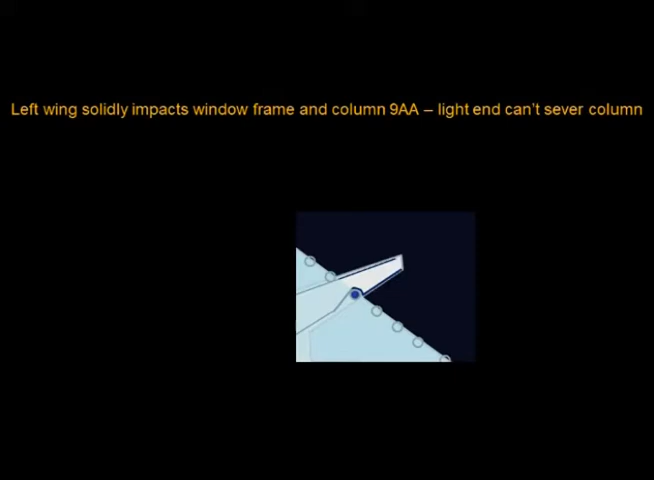 Left wing solidly impacts window frame and column 9AA – light end can't sever column